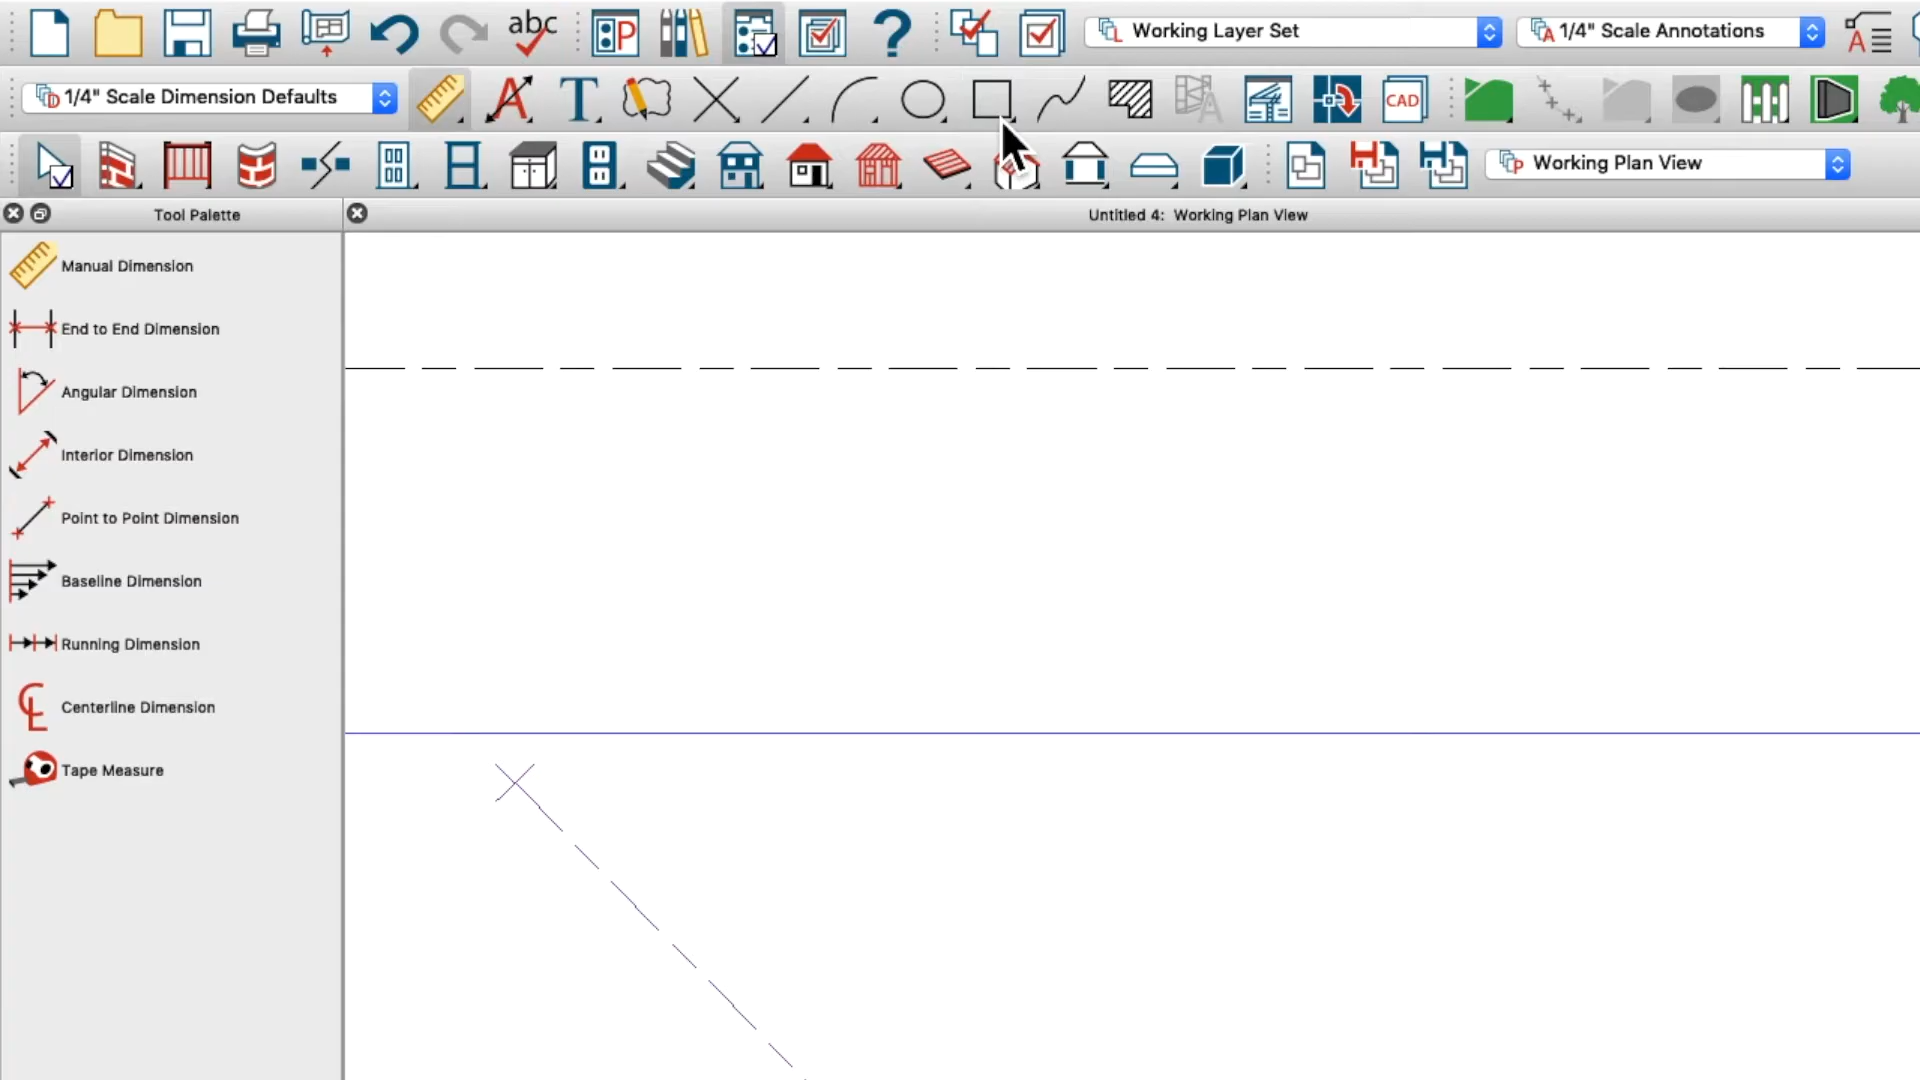 abc
P
Working Layer Set
1/4" Scale Annotations
1/4" Scale Dimension Defaults
CAD
Working Plan View
Tool Palette
Untitled 4:  Working Plan View
Manual Dimension
End to End Dimension
Angular Dimension
Interior Dimension
Point to Point Dimension
Baseline Dimension
Running Dimension
Centerline Dimension
Tape Measure